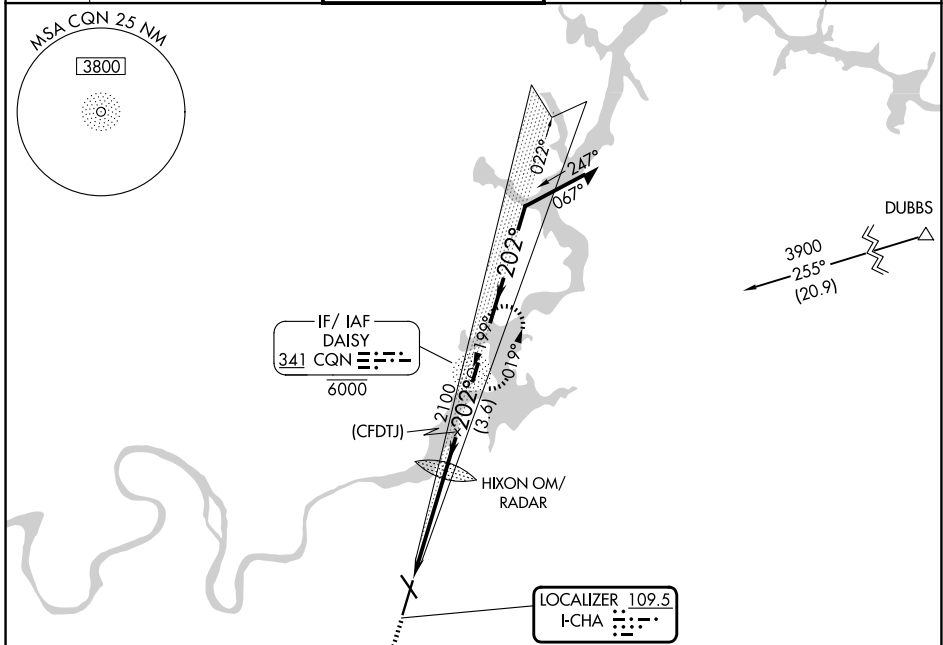 MSA CQN 25 NM
3800
022°
247°
067°
DUBBS
3900
255°
(20.9)
202°
IF/ IAF
DAISY
341 CQN
6000
199°
019°
2100
202°
(3.6)
(CFDTJ)
HIXON OM/
RADAR
LOCALIZER 109.5
I-CHA